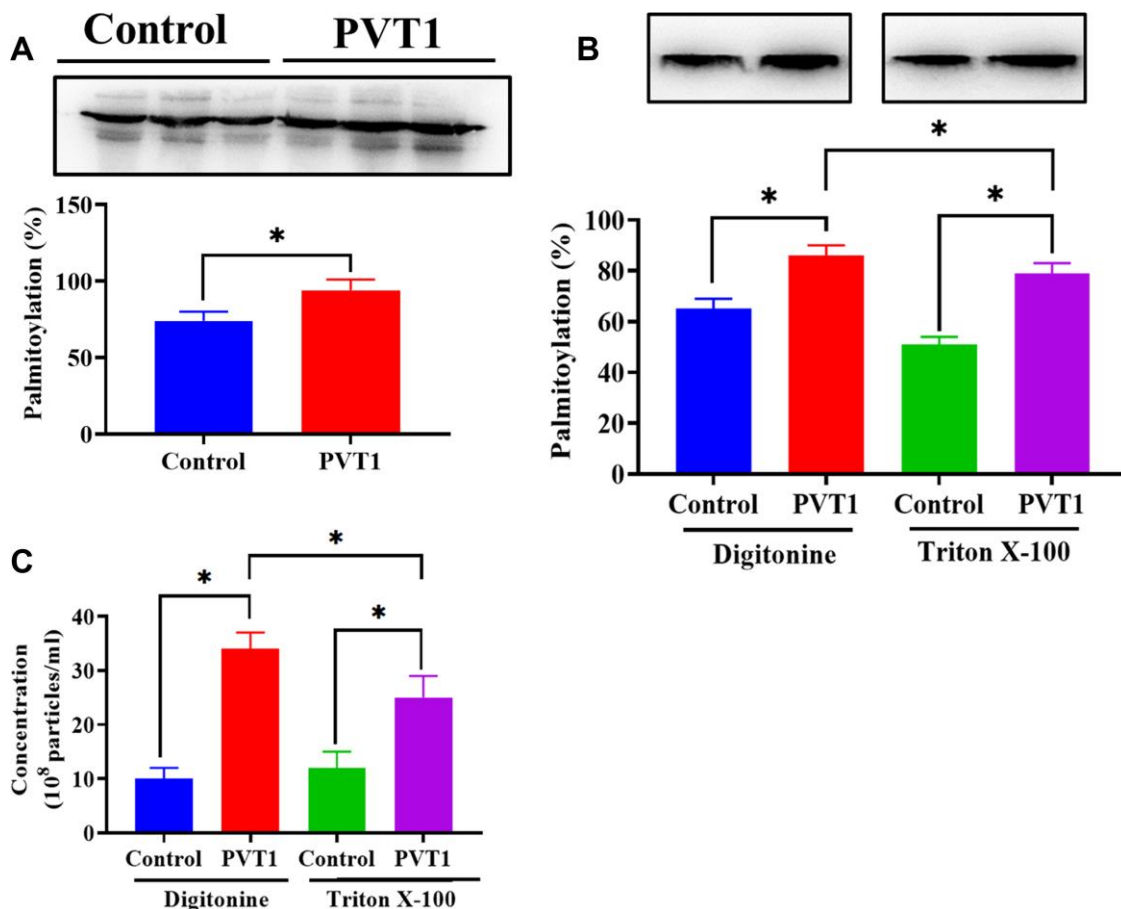 A
Control PVT1
Palmitoylation (%)
150
100
50
0
*
Control PVT1
B
Palmitoylation (%)
100
80
60
40
20
0
*
*
*
Control PVT1 Control PVT1
Digitonine Triton X-100
C
Concentration
(10⁸ particles/ml)
40
30
20
10
0
*
*
*
Control PVT1 Control PVT1
Digitonine Triton X-100